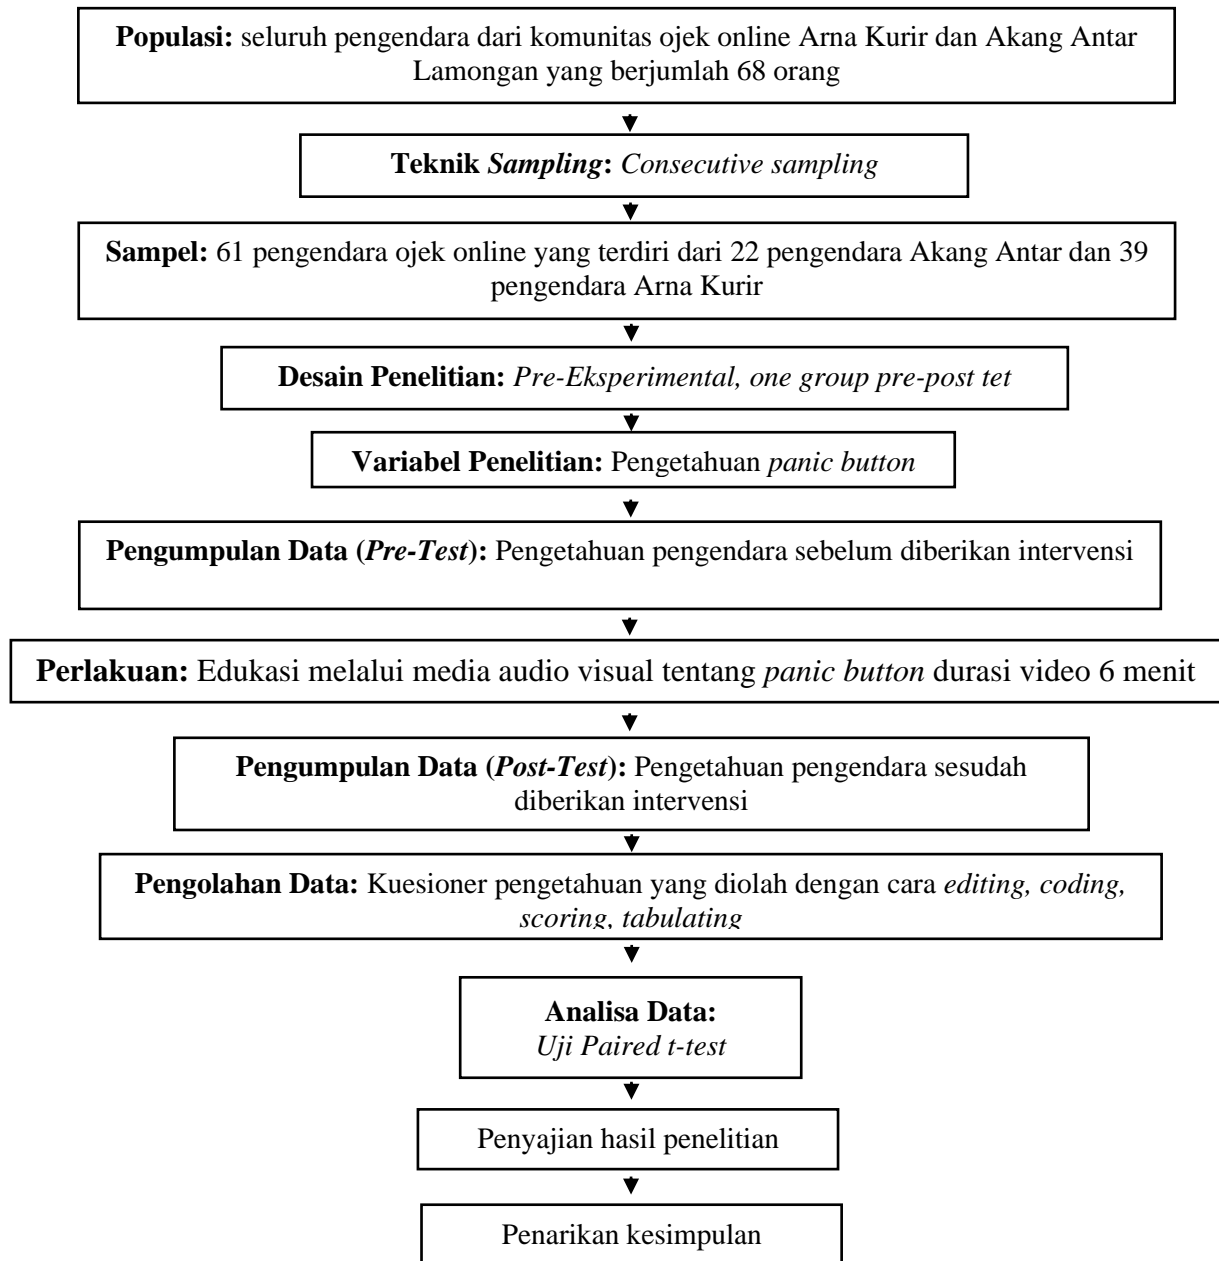 Populasi: seluruh pengendara dari komunitas ojek online Arna Kurir dan Akang Antar
Lamongan yang berjumlah 68 orang
Teknik Sampling: Consecutive sampling
Sampel: 61 pengendara ojek online yang terdiri dari 22 pengendara Akang Antar dan 39
pengendara Arna Kurir
Desain Penelitian: Pre-Eksperimental, one group pre-post tet
Variabel Penelitian: Pengetahuan panic button
Pengumpulan Data (Pre-Test): Pengetahuan pengendara sebelum diberikan intervensi
Perlakuan: Edukasi melalui media audio visual tentang panic button durasi video 6 menit
Pengumpulan Data (Post-Test): Pengetahuan pengendara sesudah
diberikan intervensi
Pengolahan Data: Kuesioner pengetahuan yang diolah dengan cara editing, coding,
scoring, tabulating
Analisa Data:
Uji Paired t-test
Penyajian hasil penelitian
Penarikan kesimpulan